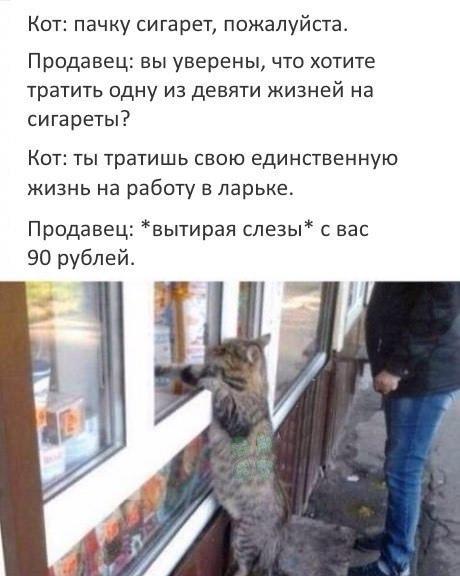 Кот: пачку сигарет, пожалуйста.
Продавец: вы уверены, что хотите
тратить одну из девяти жизней на
сигареты?
Кот: ты тратишь свою единственную
жизнь на работу в ларьке.
Продавец: *вытирая слезы* с вас
90 рублей.